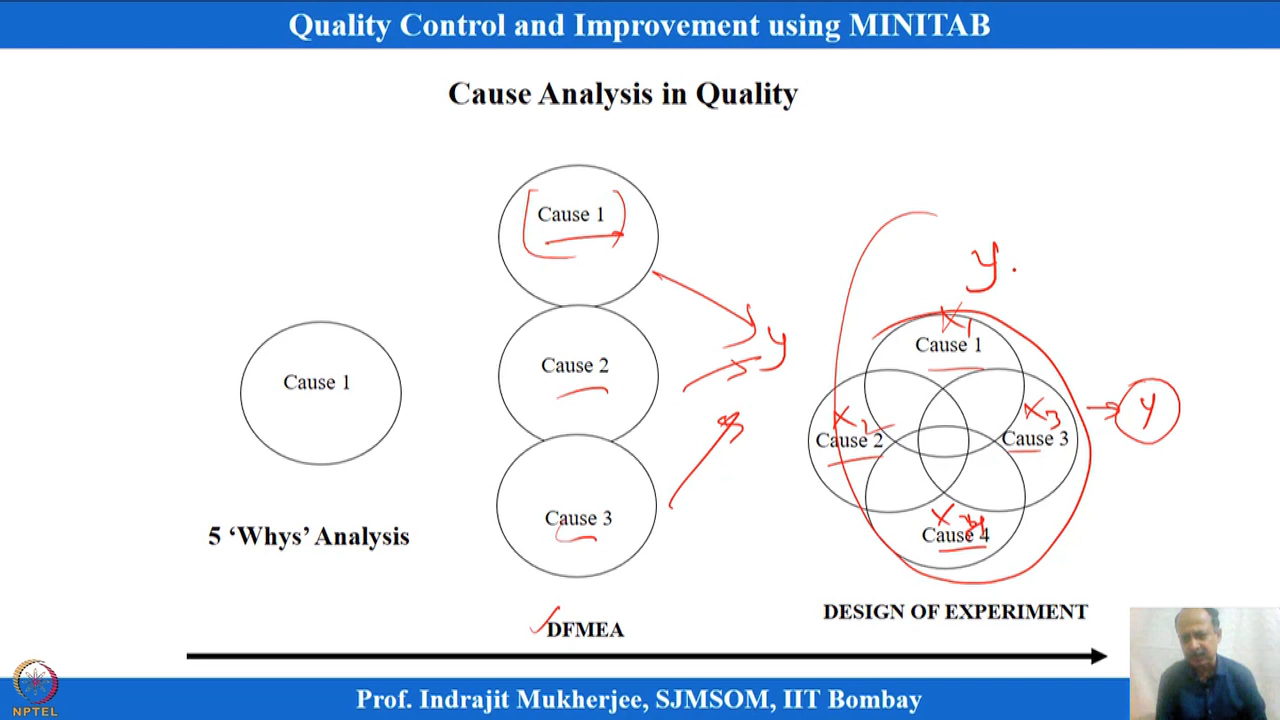 Quality Control and Improvement using MINITAB
Cause Analysis in Quality
Cause 1
5 ‘Whys’ Analysis
Cause 1
Cause 2
Cause 3
y
DFMEA
y.
X1
Cause 1
X2
Cause 2
X3
Cause 3
X4
Cause 4
y
DESIGN OF EXPERIMENT
NPTEL
Prof. Indrajit Mukherjee, SJMSOM, IIT Bombay